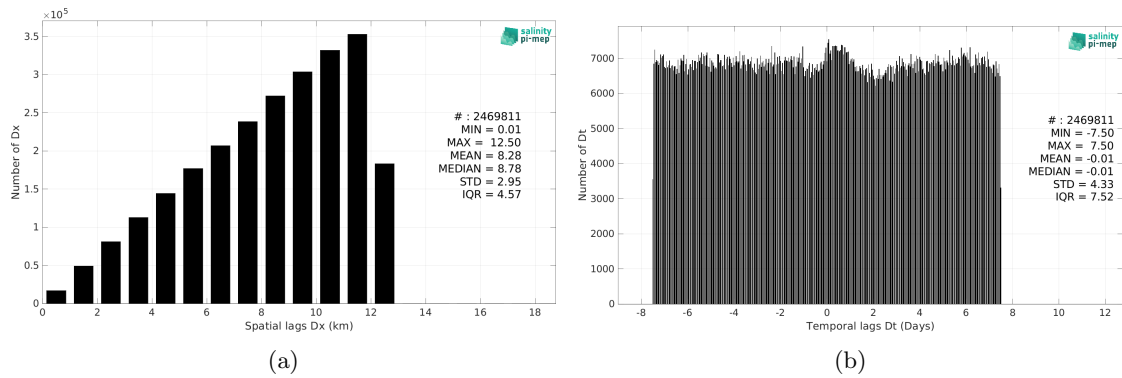 ×10^5
3.5
3
2.5
2
1.5
1
0.5
0
0 2 4 6 8 10 12 14 16 18
Number of Dx
Spatial lags Dx (km)
salinity
pi-mep
# : 2469811
MIN = 0.01
MAX = 12.50
MEAN = 8.28
MEDIAN = 8.78
STD = 2.95
IQR = 4.57
(a)
7000
6000
5000
4000
3000
2000
1000
0
-8 -6 -4 -2 0 2 4 6 8 10 12
Number of Dt
Temporal lags Dt (Days)
salinity
pi-mep
# : 2469811
MIN = -7.50
MAX = 7.50
MEAN = -0.01
MEDIAN = -0.01
STD = 4.33
IQR = 7.52
(b)